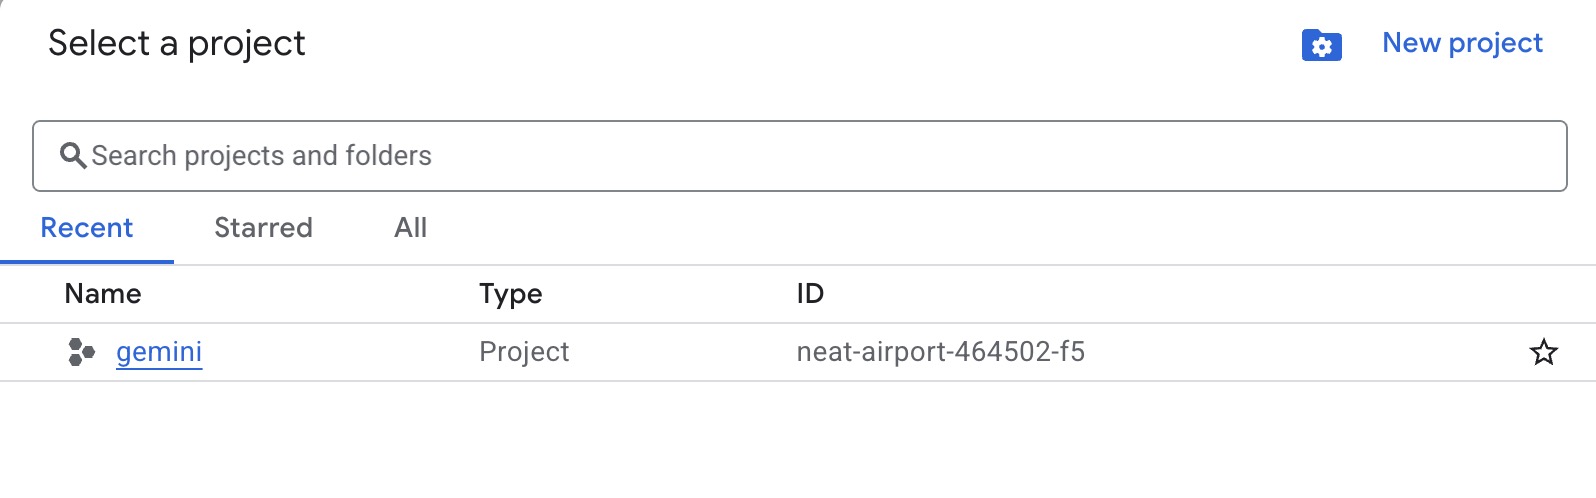 Select a project
New project
Search projects and folders
Recent Starred All
Name Type ID
gemini Project neat-airport-464502-f5